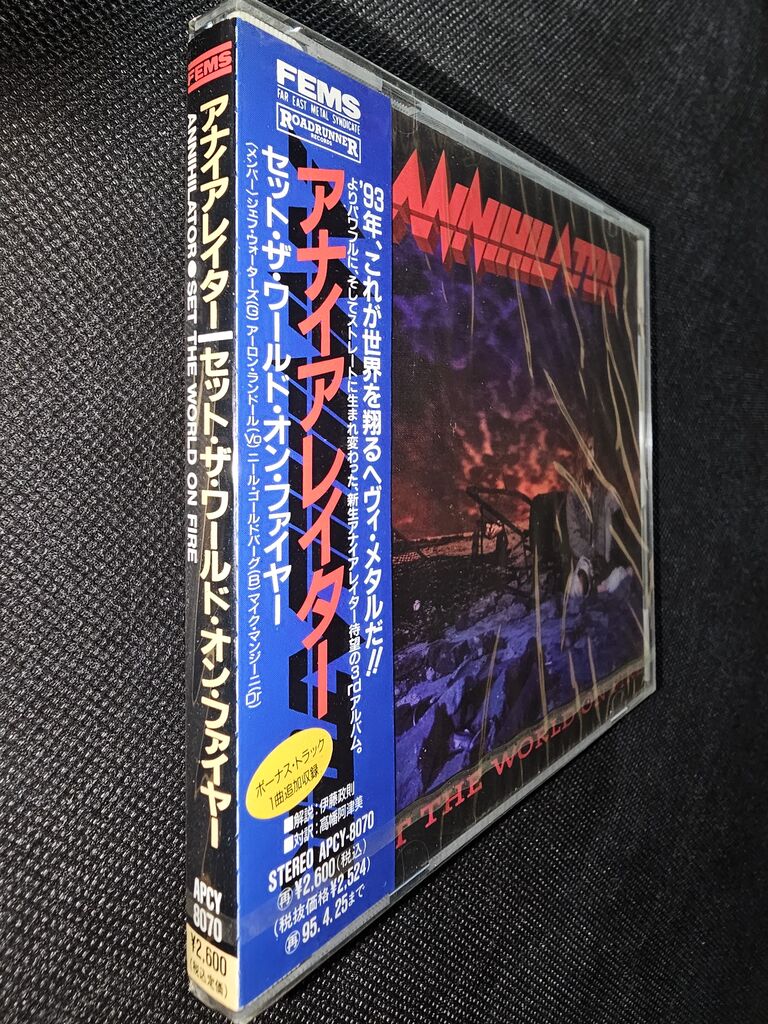 FEMS
アナイアレイター|セット・ザ・ワールド・オン・ファイヤー
ANNIHILATOR●SET THE WORLD ON FIRE
APCY
8070
¥2,600
(税込定価)
FEMS
FAR EAST METAL SYNDICATE
ROADRUNNER
RECORDS
'93年、これが世界を翔るヘヴィ・メタルだ!!
よりパワフルに、そしてストレートに生まれ変わった、新生アナイアレイター待望の3rdアルバム。
アナイアレイター
セット・ザ・ワールド・オン・ファイヤー
(メンバー)ジェフ・ウォーターズ(G) アーロン・ランドール(Vo) ニール・ゴールドバーグ(B) マイク・マンジーニ(Dr)
ボーナス・トラック
1曲追加収録
■解説:伊藤政則
■対訳:高幡阿津美
STEREO APCY-8070
再¥2,600(税込)
(税抜価格¥2,524)
再95.4.25まで
ANNIHILATOR
THE WORLD ON